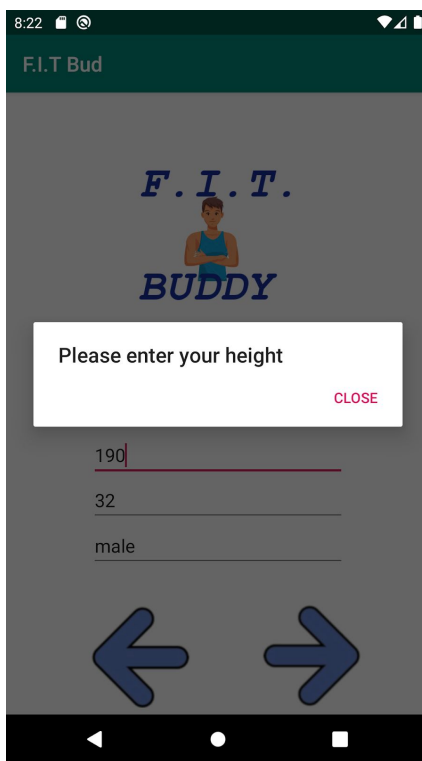 8:22
F.I.T Bud
F.I.T.
BUDDY
Please enter your height
CLOSE
190
32
male